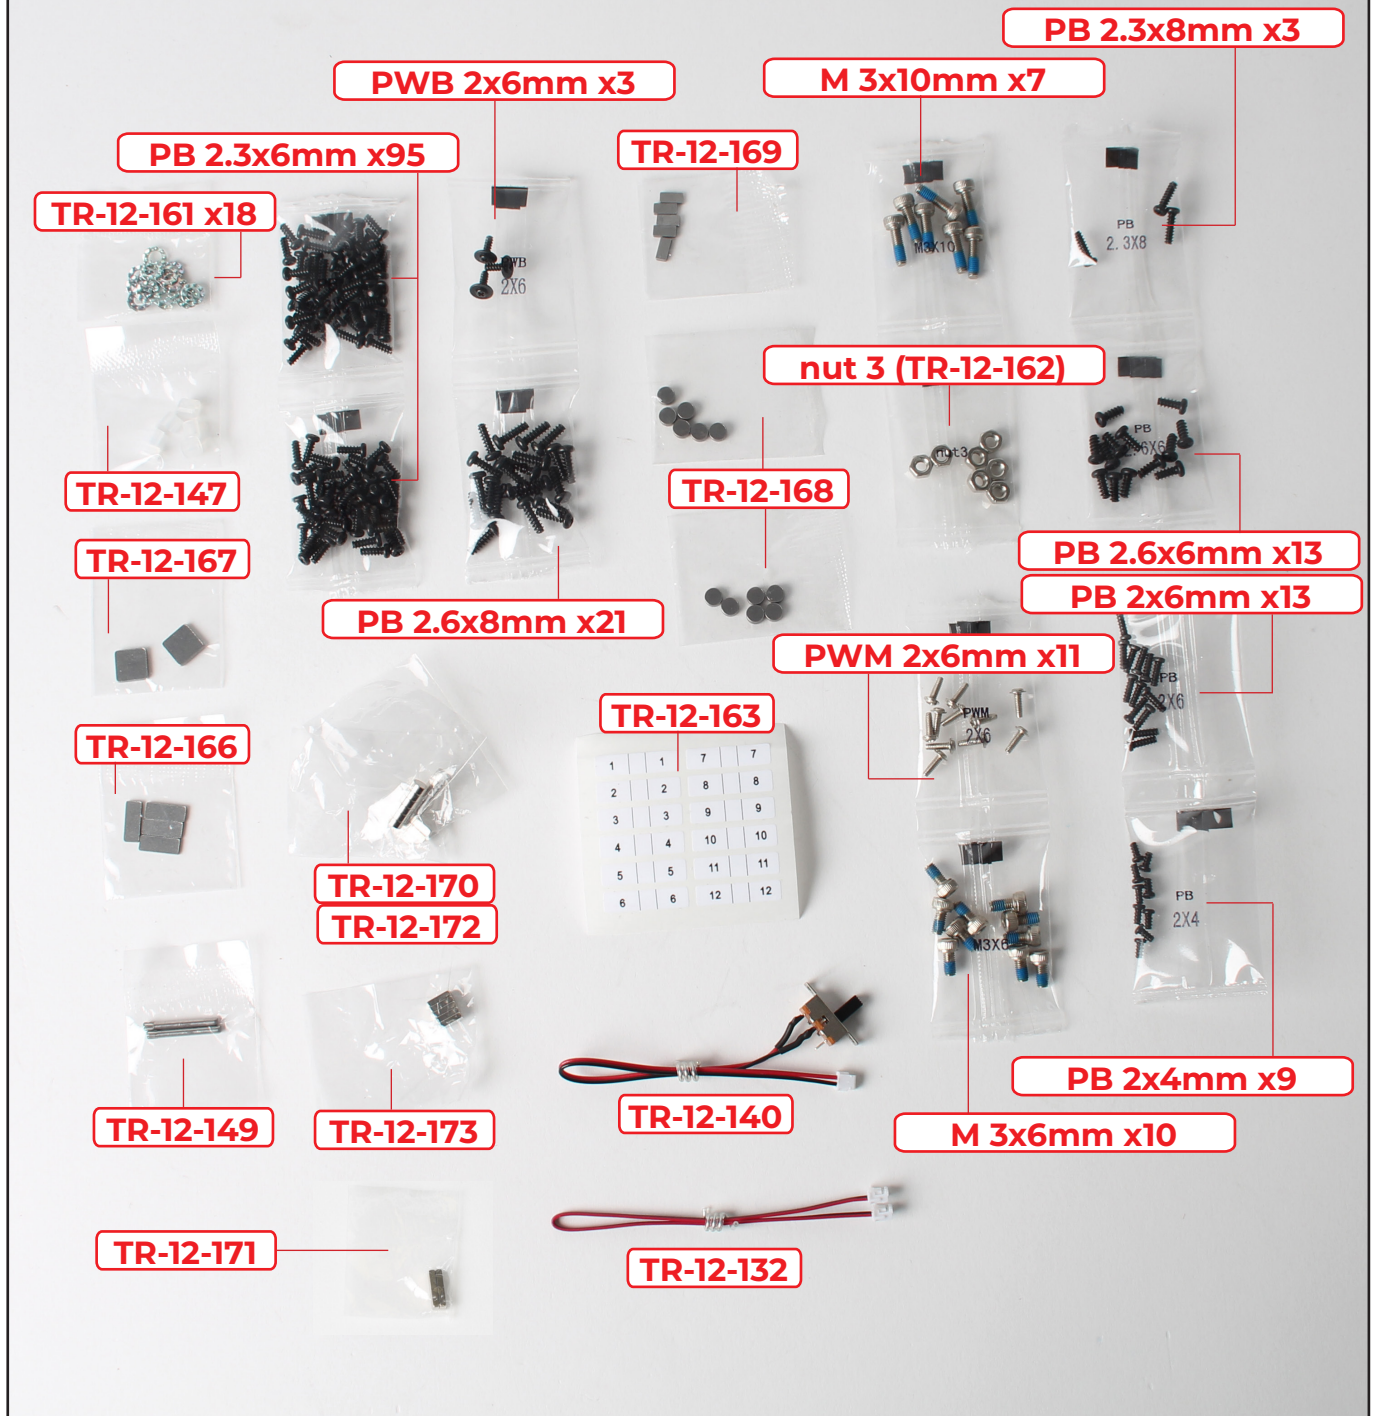 PB 2.3x8mm x3
PWB 2x6mm x3
M 3x10mm x7
PB 2.3x6mm x95
TR-12-169
TR-12-161 x18
PB
2.3X8
M3X10
PWB
2X6
nut 3 (TR-12-162)
PB
2.6X6
nut3
TR-12-147
TR-12-168
TR-12-167
PB 2.6x6mm x13
PB 2x6mm x13
PB 2.6x8mm x21
PWM 2x6mm x11
PB
2X6
TR-12-163
PWM
2X6
TR-12-166
1 1 7 7
2 2 8 8
3 3 9 9
4 4 10 10
5 5 11 11
6 6 12 12
TR-12-170
TR-12-172
PB
2X4
M3X6
PB 2x4mm x9
TR-12-149
TR-12-173
TR-12-140
M 3x6mm x10
TR-12-171
TR-12-132